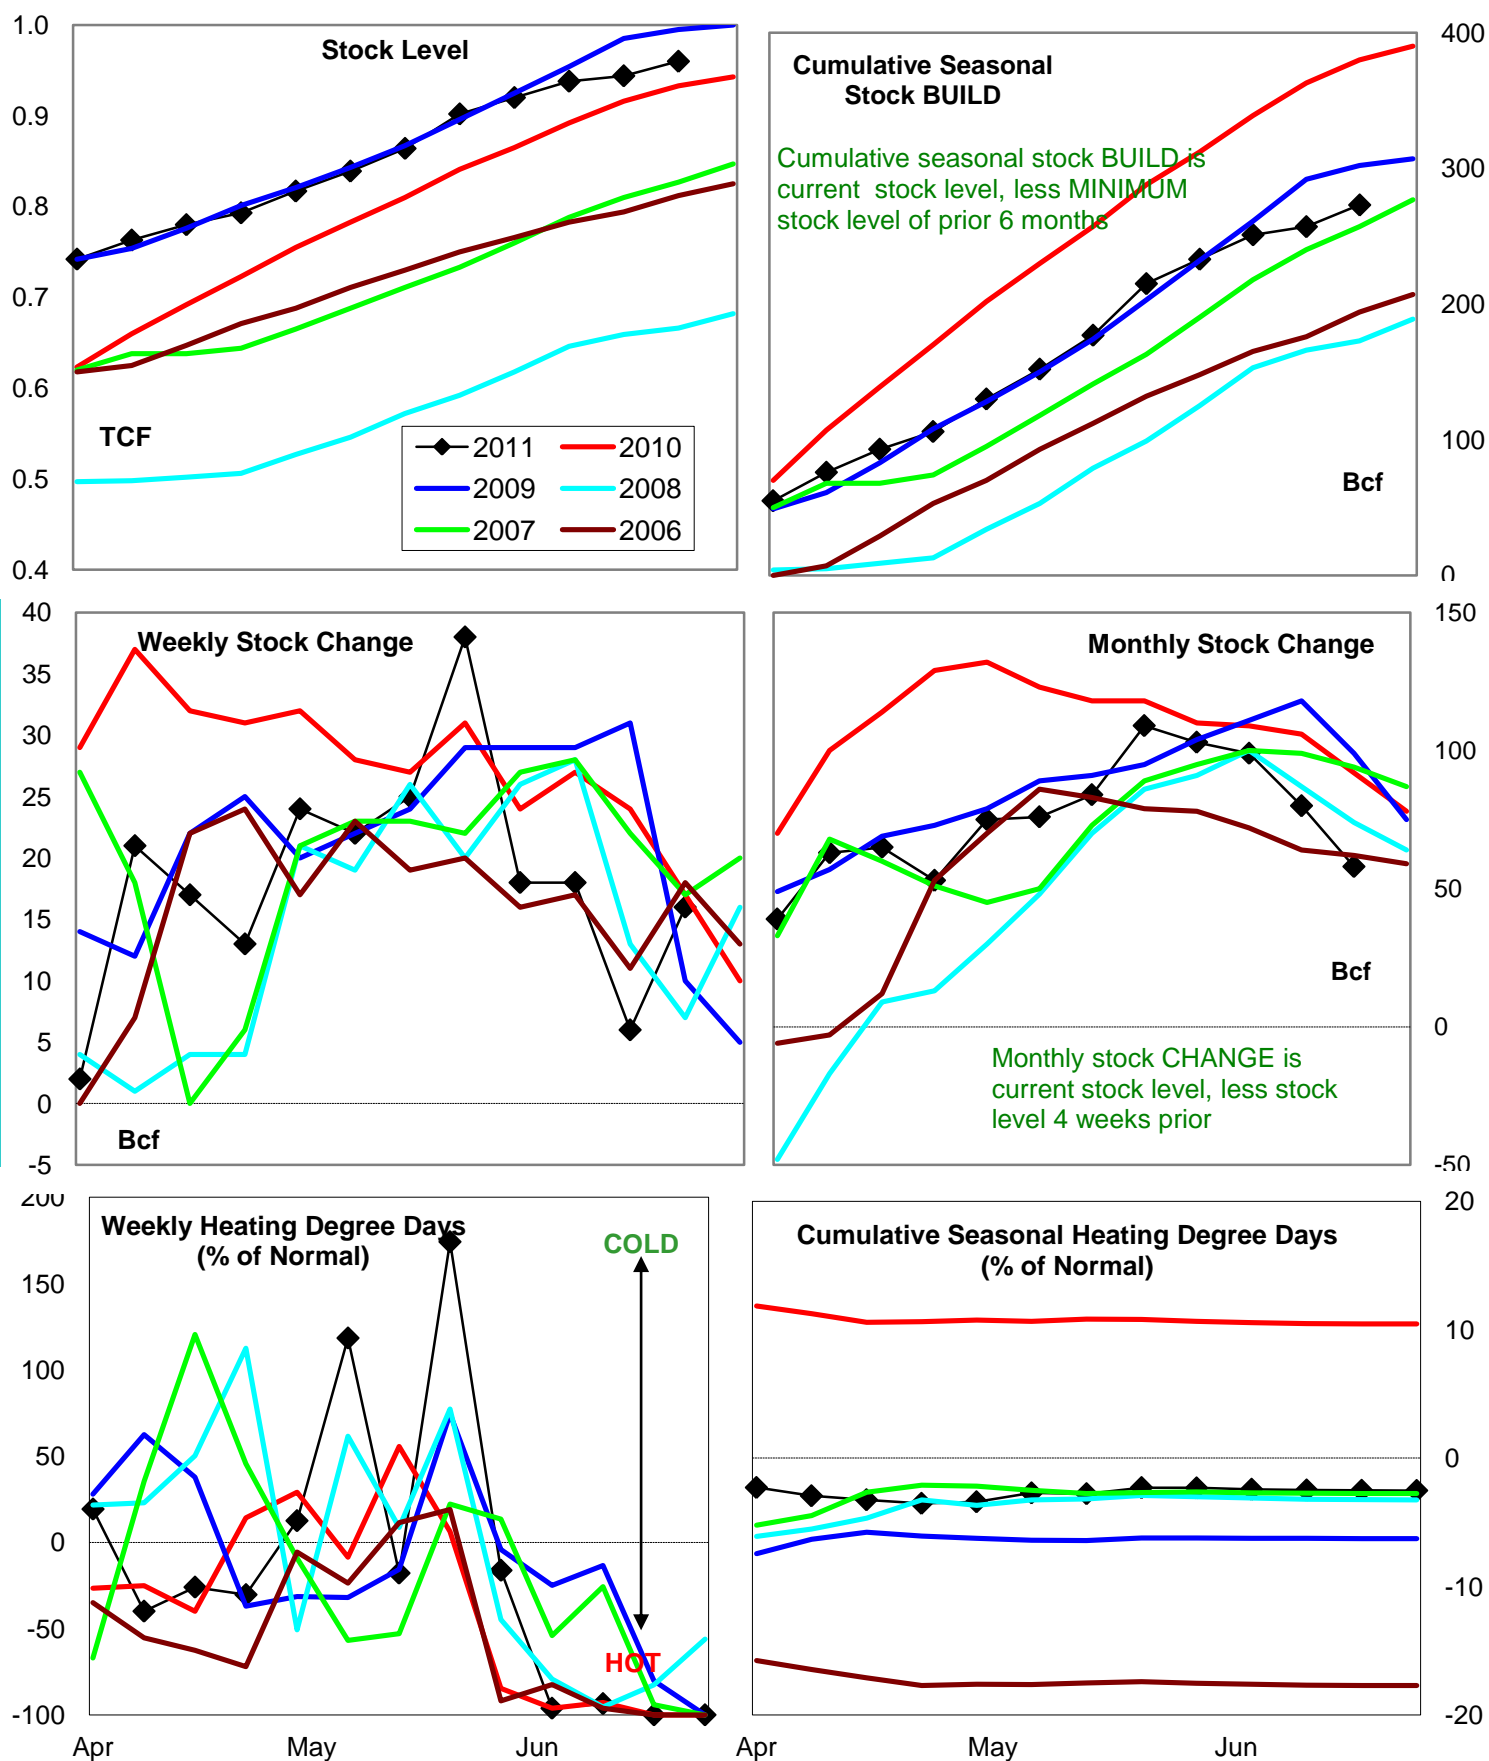 Stock Level
1.0
0.9
0.8
0.7
0.6
0.5
0.4
TCF
2011
2010
2009
2008
2007
2006
Cumulative Seasonal
Stock BUILD
Cumulative seasonal stock BUILD is
current stock level, less MINIMUM
stock level of prior 6 months
Bcf
400
300
200
100
0
Weekly Stock Change
40
35
30
25
20
15
10
5
0
-5
Bcf
Monthly Stock Change
150
100
50
0
-50
Bcf
Monthly stock CHANGE is
current stock level, less stock
level 4 weeks prior
Weekly Heating Degree Days
(% of Normal)
200
150
100
50
0
-50
-100
COLD
HOT
Apr
May
Jun
Cumulative Seasonal Heating Degree Days
(% of Normal)
20
10
0
-10
-20
Apr
May
Jun